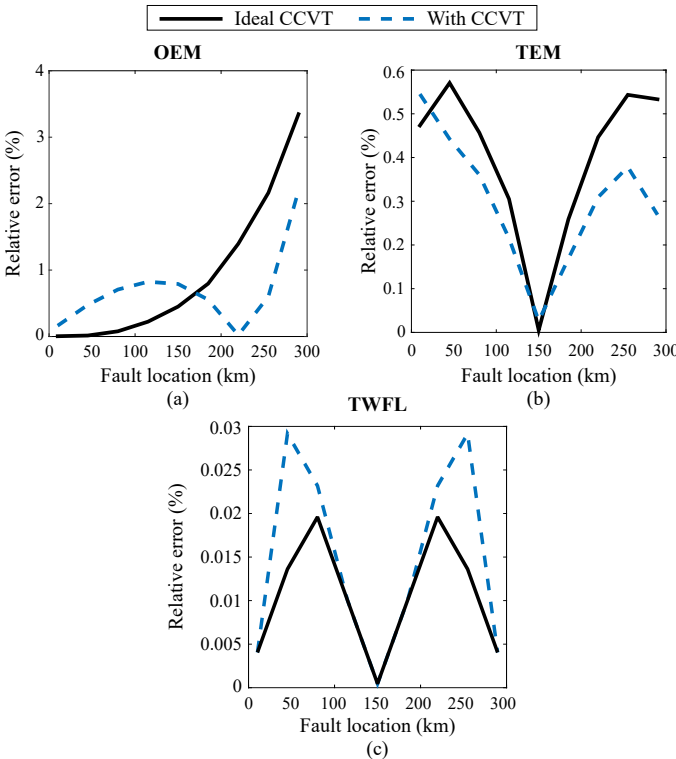 Ideal CCVT With CCVT
OEM
4
3
2
1
0
Relative error (%)
0 50 100 150 200 250 300
Fault location (km)
(a)
TEM
0.6
0.5
0.4
0.3
0.2
0.1
0
Relative error (%)
0 50 100 150 200 250 300
Fault location (km)
(b)
TWFL
0.03
0.025
0.02
0.015
0.01
0.005
0
Relative error (%)
0 50 100 150 200 250 300
Fault location (km)
(c)